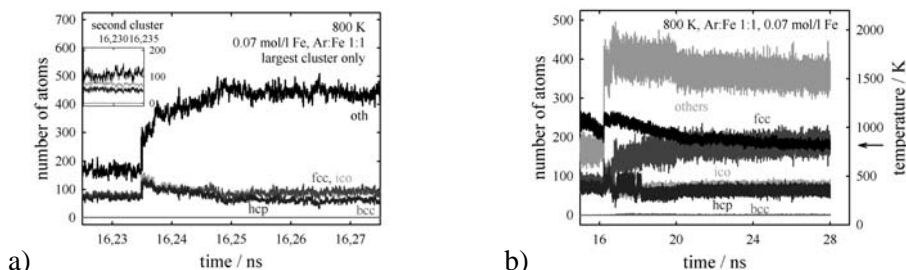 second cluster
16,230 16,235
200
100
0
800 K
0.07 mol/l Fe, Ar:Fe 1:1
largest cluster only
oth
fcc, ico
hcp
bcc
number of atoms
700
600
500
400
300
200
100
0
16,23 16,24 16,25 16,26 16,27
time / ns
a)
800 K, Ar:Fe 1:1, 0.07 mol/l Fe
others
fcc
ico
hcp
bcc
number of atoms
500
400
300
200
100
0
2000
1600
1200
800
400
0
temperature / K
16 20 24 28
time / ns
b)